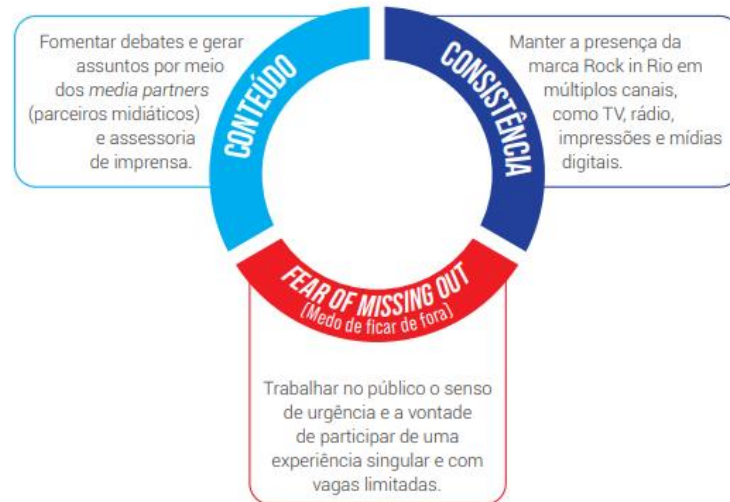 Fomentar debates e gerar
assuntos por meio
dos media partners
(parceiros midiáticos)
e assessoria
de imprensa.
CONTEÚDO
CONSISTÊNCIA
Manter a presença da
marca Rock in Rio em
múltiplos canais,
como TV, rádio,
impressões e mídias
digitais.
FEAR OF MISSING OUT
(Medo de ficar de fora)
Trabalhar no público o senso
de urgência e a vontade
de participar de uma
experiência singular e com
vagas limitadas.